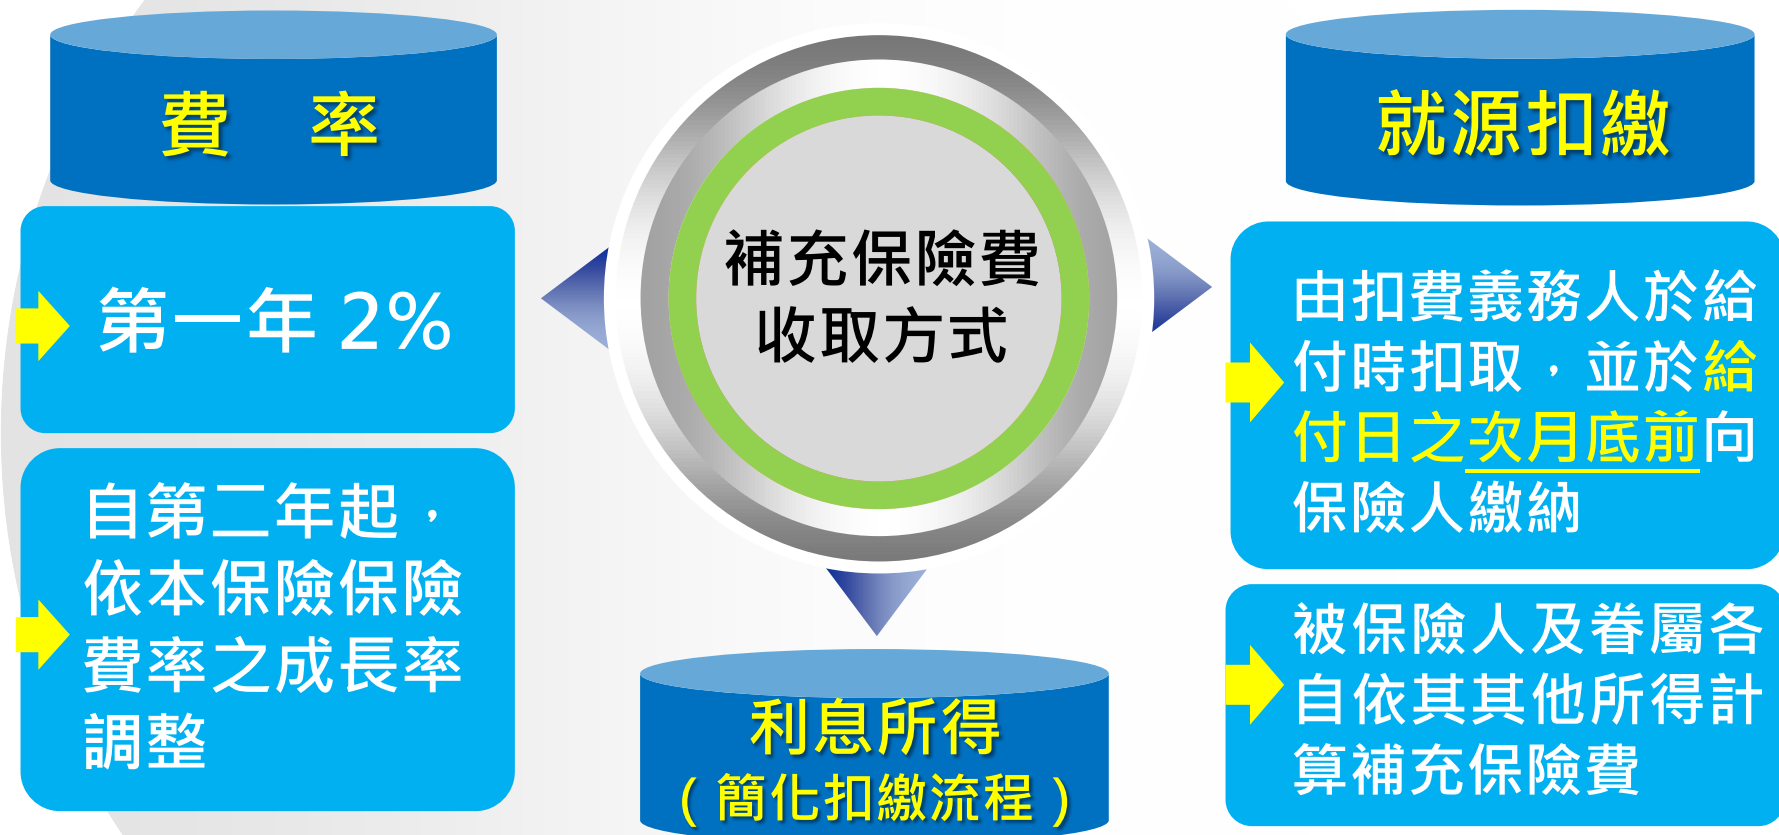 費 率
第一年 2%
自第二年起，
依本保險保險
費率之成長率
調整
補充保險費
收取方式
利息所得
（簡化扣繳流程）
就源扣繳
由扣費義務人於給
付時扣取，並於給
付日之次月底前向
保險人繳納
被保險人及眷屬各
自依其其他所得計
算補充保險費